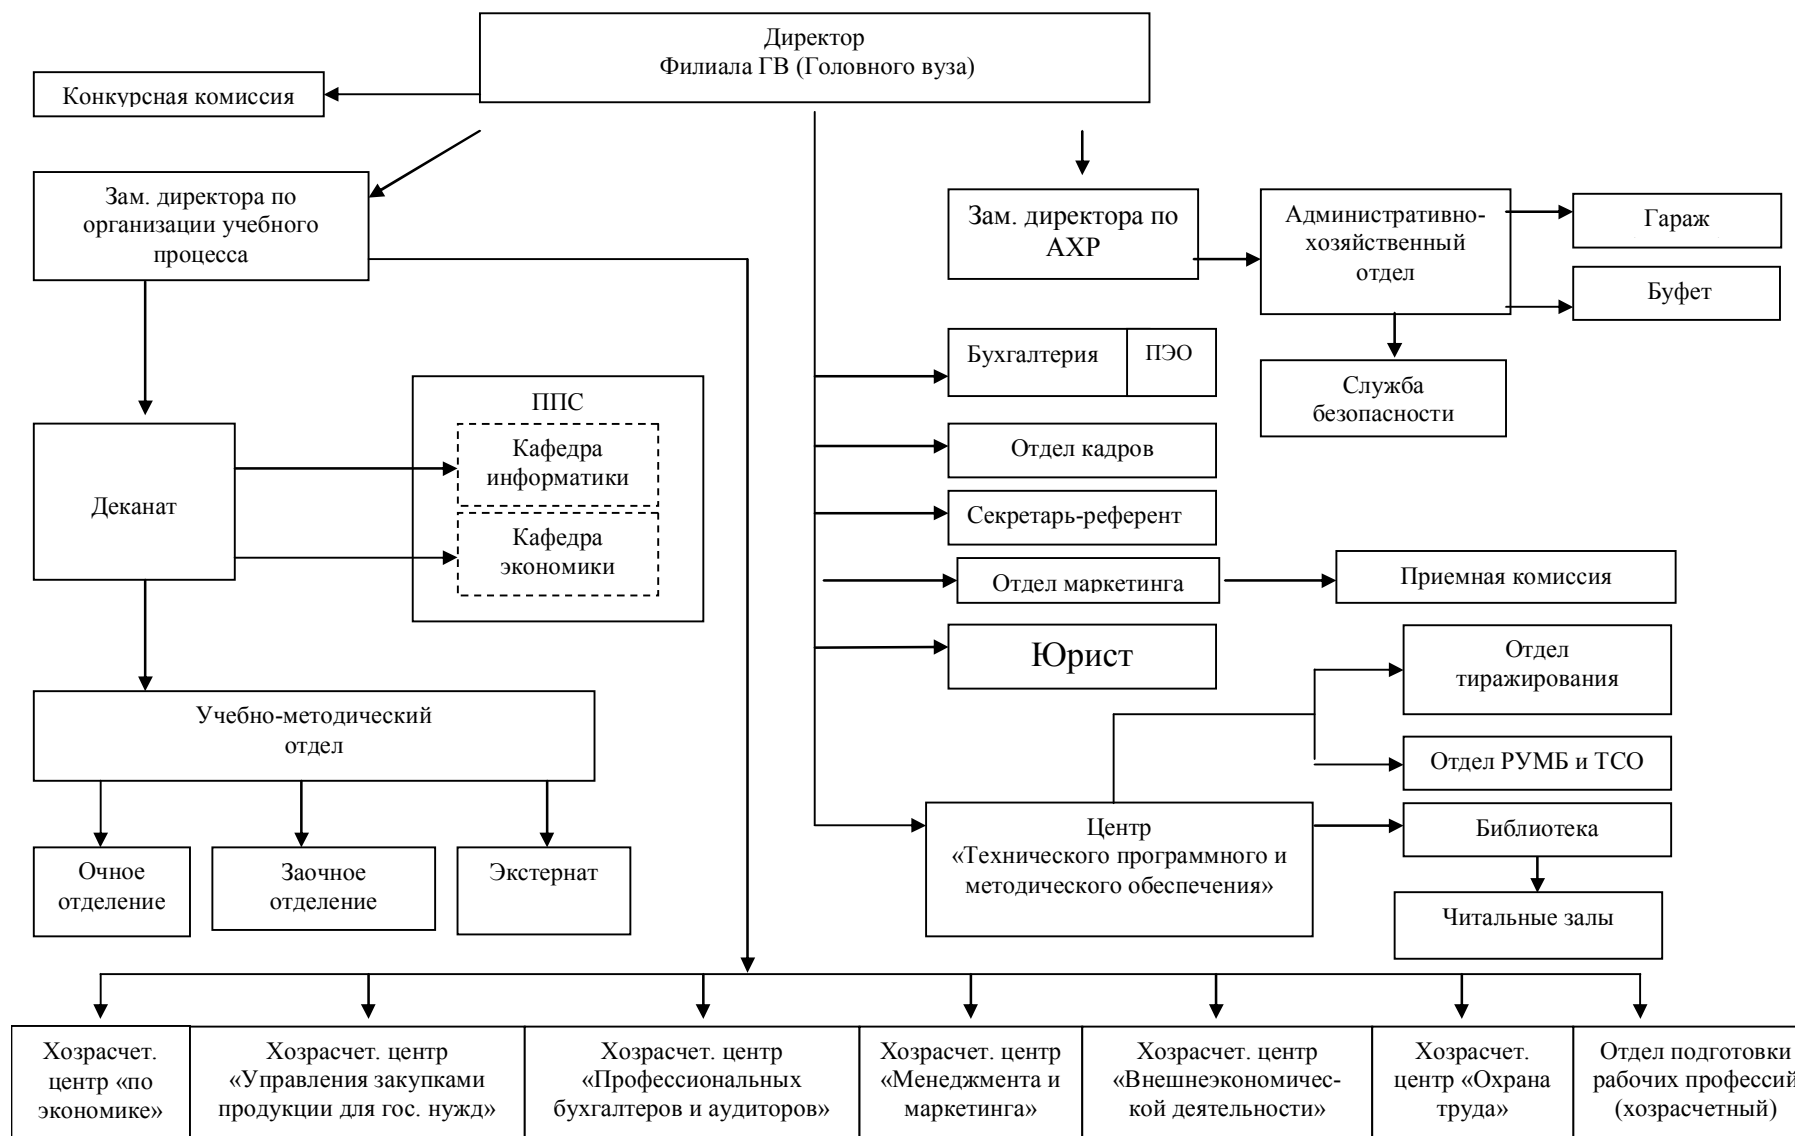 Директор
Филиала ГВ (Головного вуза)
Конкурсная комиссия
Зам. директора по
организации учебного
процесса
Зам. директора по
АХР
Административно-
хозяйственный
отдел
Гараж
Буфет
Служба
безопасности
Бухгалтерия
ПЭО
ППС
Кафедра
информатики
Кафедра
экономики
Деканат
Отдел кадров
Секретарь-референт
Отдел маркетинга
Приемная комиссия
Юрист
Отдел
тиражирования
Отдел РУМБ и ТСО
Учебно-методический
отдел
Центр
«Технического программного и
методического обеспечения»
Библиотека
Читальные залы
Очное
отделение
Заочное
отделение
Экстернат
Хозрасчет.
центр «по
экономике»
Хозрасчет. центр
«Управления закупками
продукции для гос. нужд»
Хозрасчет. центр
«Профессиональных
бухгалтеров и аудиторов»
Хозрасчет. центр
«Менеджмента и
маркетинга»
Хозрасчет. центр
«Внешнеэкономичес-
кой деятельности»
Хозрасчет.
центр «Охрана
труда»
Отдел подготовки
рабочих профессий
(хозрасчетный)